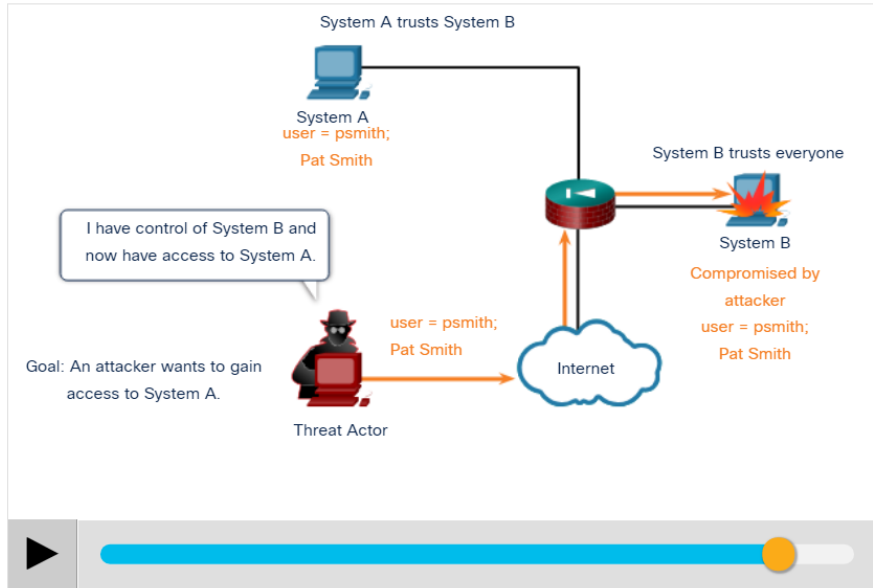 System A trusts System B
System A
user = psmith;
Pat Smith
System B trusts everyone
I have control of System B and
now have access to System A.
System B
Compromised by
attacker
user = psmith;
Pat Smith
user = psmith;
Pat Smith
Goal: An attacker wants to gain
access to System A.
Internet
Threat Actor